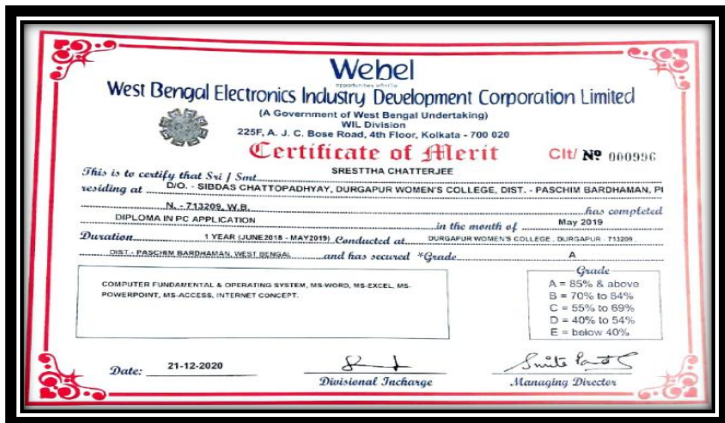 Webel
opportunities infinite
West Bengal Electronics Industry Development Corporation Limited
(A Government of West Bengal Undertaking)
WIL Division
225F, A. J. C. Bose Road, 4th Floor, Kolkata - 700 020
Certificate of Merit
Clt/ No 000996
This is to certify that Sri / Smt. SRESTTHA CHATTERJEE
residing at D/O. - SIBDAS CHATTOPADHYAY, DURGAPUR WOMEN'S COLLEGE, DIST. - PASCHIM BARDHAMAN, PI
N. - 713209, W.B. has completed
DIPLOMA IN PC APPLICATION in the month of May 2019
Duration 1 YEAR (JUNE2018 - MAY2019) Conducted at DURGAPUR WOMEN'S COLLEGE, DURGAPUR - 713209,
DIST. - PASCHIM BARDHAMAN, WEST BENGAL and has secured *Grade A
COMPUTER FUNDAMENTAL & OPERATING SYSTEM, MS-WORD, MS-EXCEL, MS-
POWERPOINT, MS-ACCESS, INTERNET CONCEPT.
Grade
A = 85% & above
B = 70% to 84%
C = 55% to 69%
D = 40% to 54%
E = below 40%
Date: 21-12-2020
Divisional Incharge
Managing Director